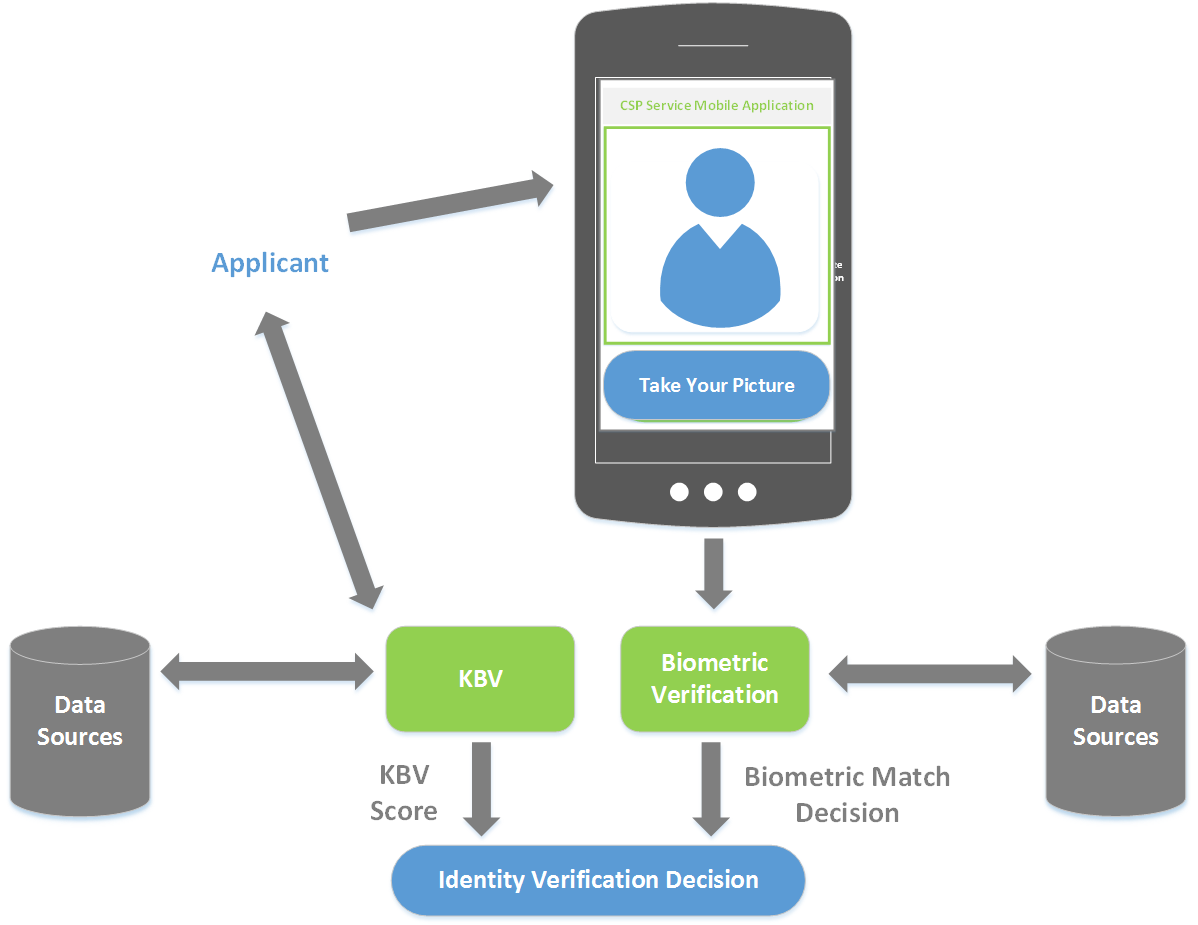 CSP Service Mobile Application
Applicant
Take Your Picture
Data
Sources
KBV
Biometric
Verification
Data
Sources
KBV
Score
Biometric Match
Decision
Identity Verification Decision